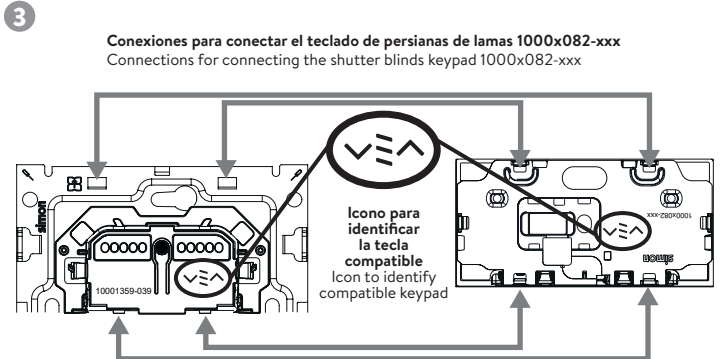 3
Conexiones para conectar el teclado de persianas de lamas 1000x082-xxx
Connections for connecting the shutter blinds keypad 1000x082-xxx
simon
10001359-039
Icono para
identificar
la tecla
compatible
Icon to identify
compatible keypad
1000x082-xxx
simon